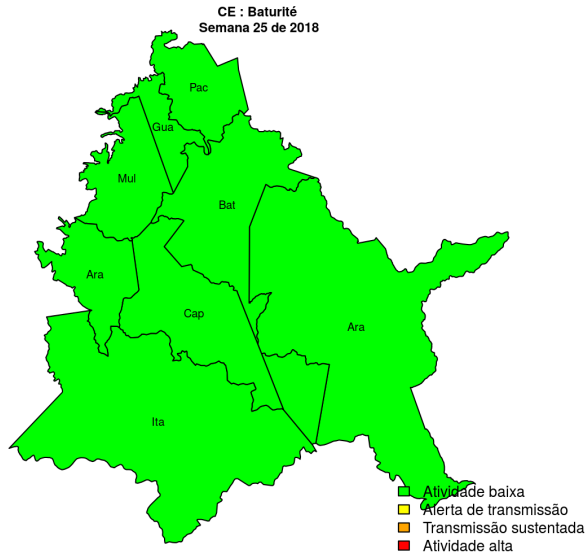 CE : Baturité
Semana 25 de 2018
Pac
Gua
Mul
Bat
Ara
Cap
Ara
Ita
Atividade baixa
Alerta de transmissão
Transmissão sustentada
Atividade alta